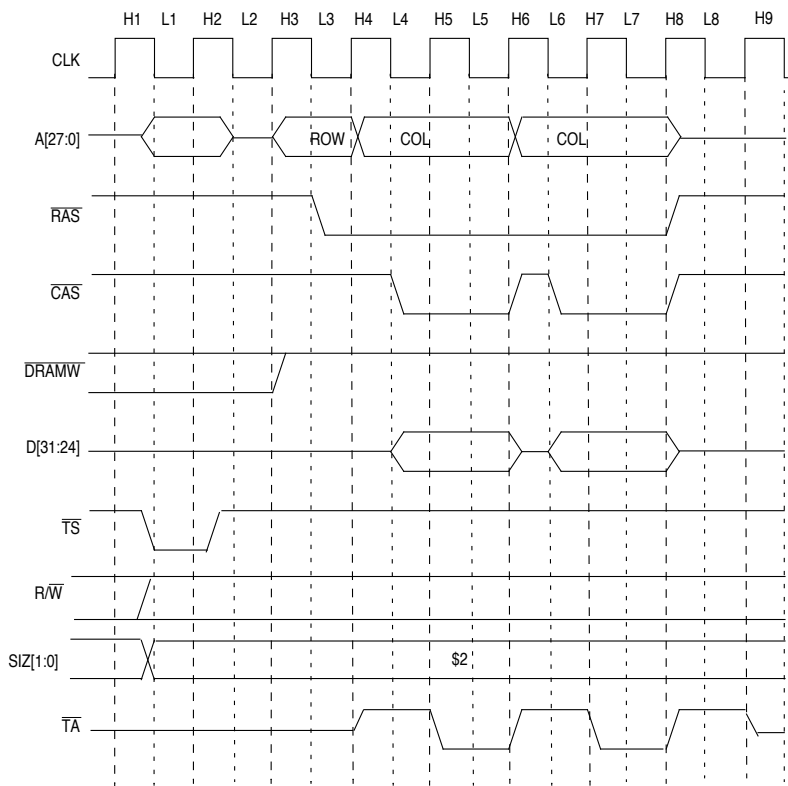 H1 L1 H2 L2 H3 L3 H4 L4 H5 L5 H6 L6 H7 L7 H8 L8 H9
CLK
A[27:0] ROW COL COL
RAS
CAS
DRAMW
D[31:24]
TS
R/W
SIZ[1:0] $2
TA